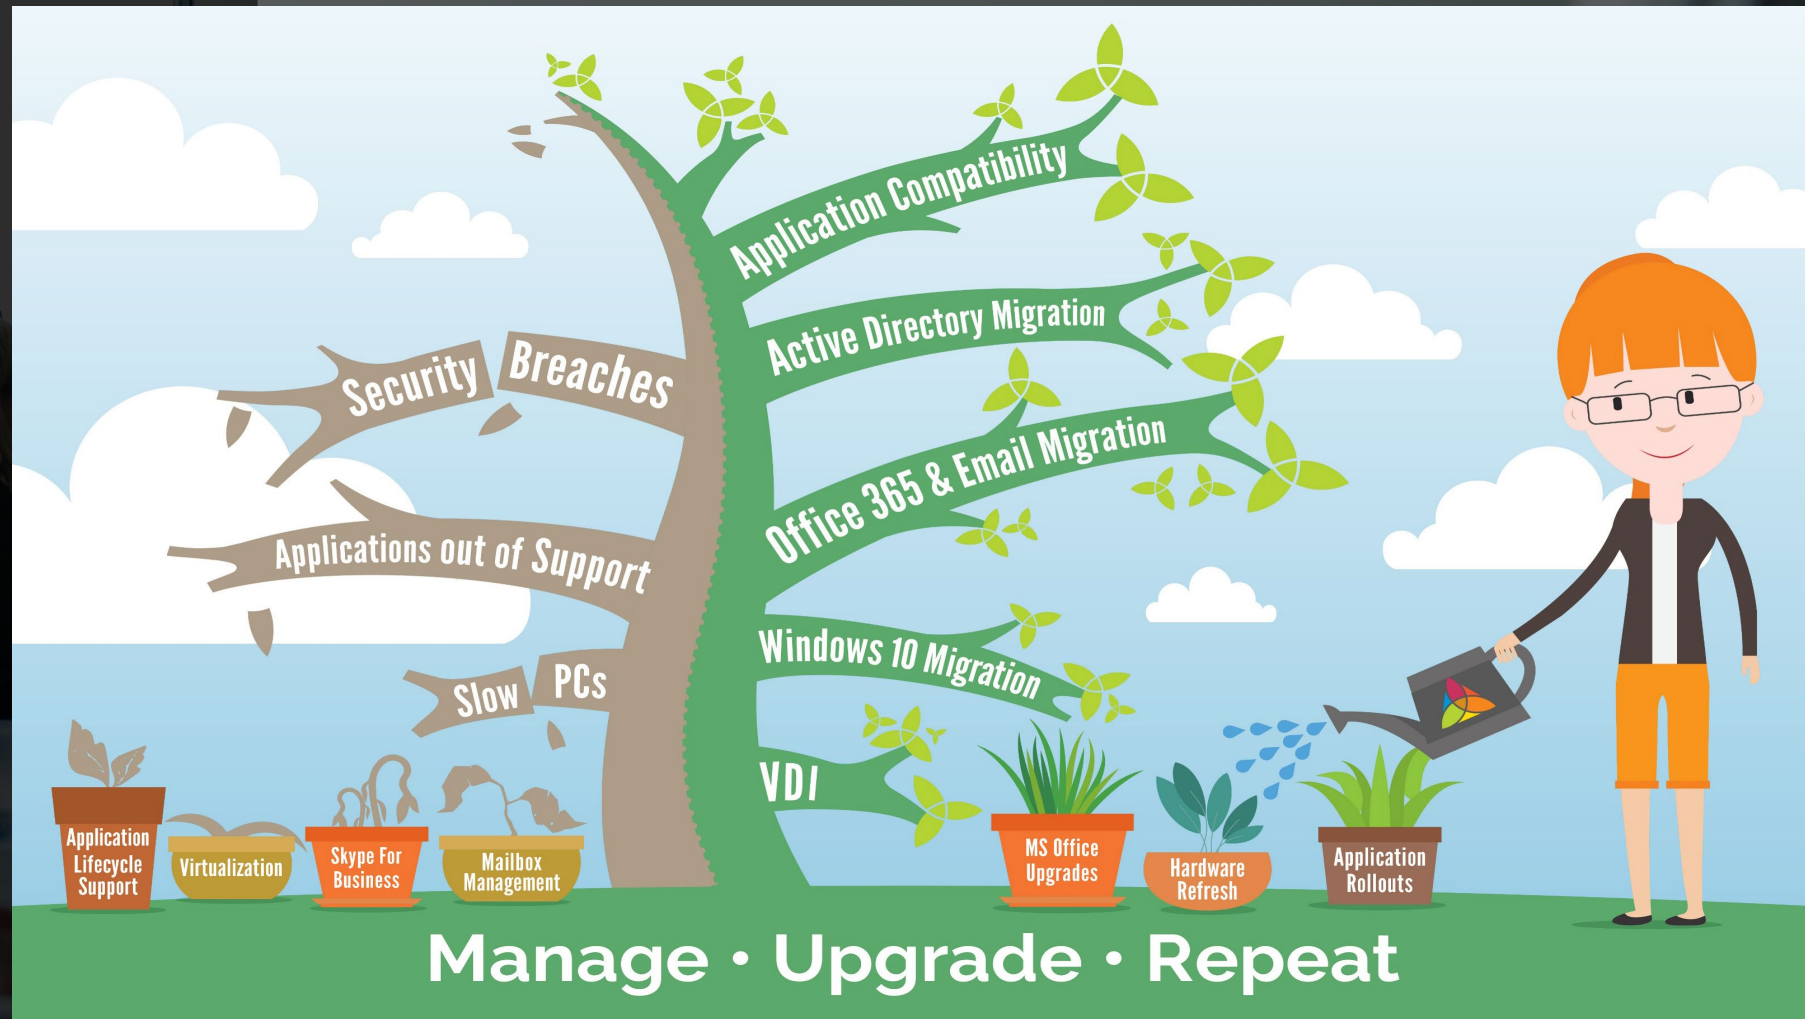 Application Compatibility
Active Directory Migration
Office 365 & Email Migration
Windows 10 Migration
VDI
Security Breaches
Applications out of Support
Slow PCs
Application
Lifecycle
Support
Virtualization
Skype For
Business
Mailbox
Management
MS Office
Upgrades
Hardware
Refresh
Application
Rollouts
Manage • Upgrade • Repeat